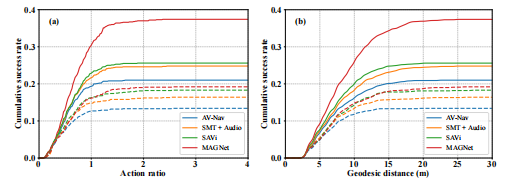 (a)
Cumulative success rate
0.4
0.3
0.2
0.1
0.0
0 1 2 3 4
Action ratio
AV-Nav
SMT + Audio
SAVi
MAGNet
(b)
Cumulative success rate
0.4
0.3
0.2
0.1
0.0
0 5 10 15 20 25 30
Geodesic distance (m)
AV-Nav
SMT + Audio
SAVi
MAGNet